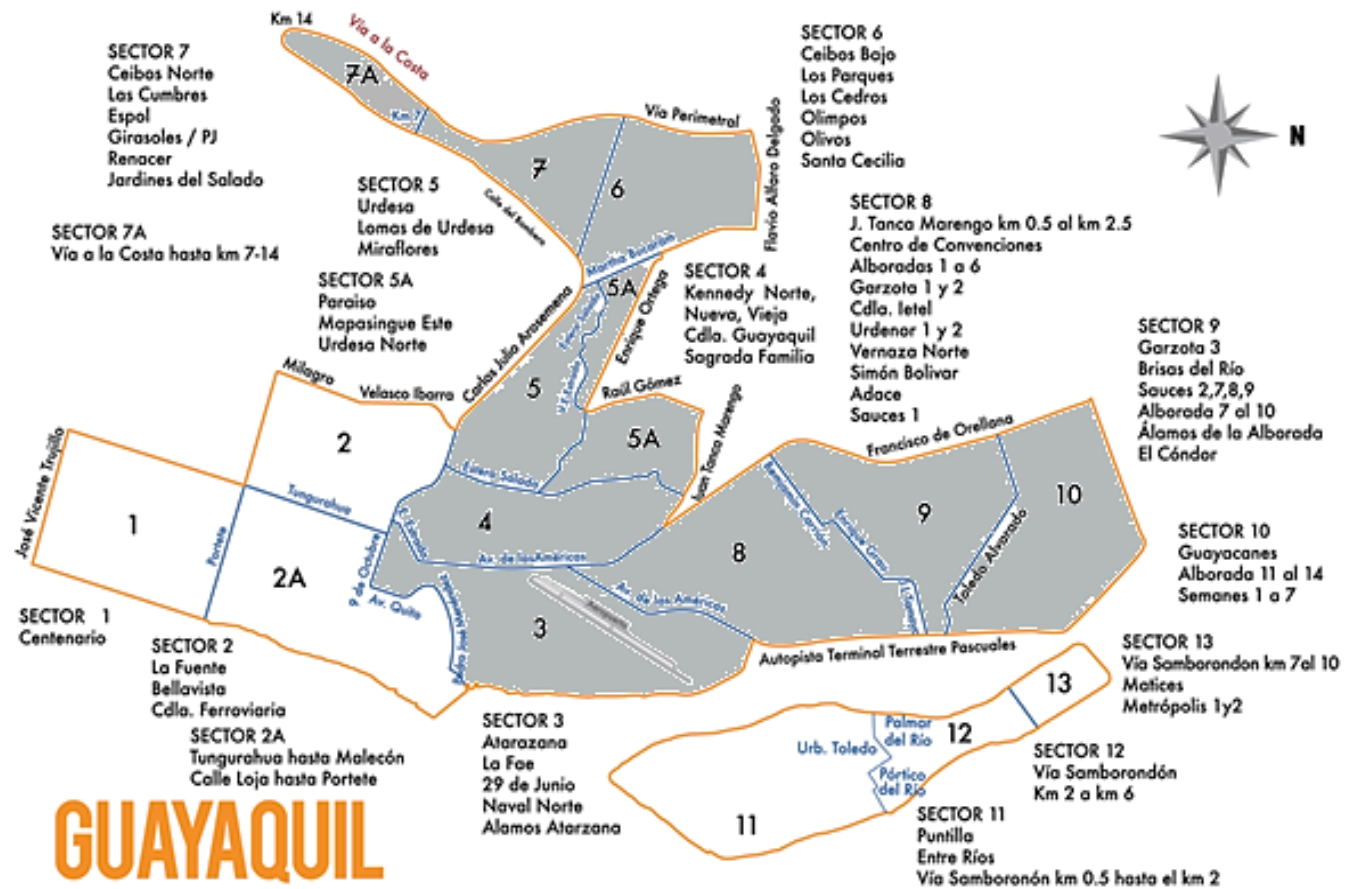 Km 14
Vía a la Costa
SECTOR 7
Ceibos Norte
Las Cumbres
Espol
Girasoles / PJ
Renacer
Jardines del Salado
7A
Km 7
SECTOR 7A
Vía a la Costa hasta km 7-14
SECTOR 6
Ceibos Bajo
Los Parques
Los Cedros
Olimpos
Olivos
Santa Cecilia
N
Vía Perimetral
Flavio Alfaro Delgado
7
6
Calle del Bombero
Martha Bucaram
SECTOR 5
Urdesa
Lomas de Urdesa
Miraflores
SECTOR 5A
Paraiso
Mapasingue Este
Urdesa Norte
SECTOR 4
Kennedy Norte,
Nueva, Vieja
Cdla. Guayaquil
Sagrada Familia
SECTOR 8
J. Tanca Marengo km 0.5 al km 2.5
Centro de Convenciones
Alboradas 1 a 6
Garzota 1 y 2
Cdla. Ietel
Urdenor 1 y 2
Vernaza Norte
Simón Bolivar
Adace
Sauces 1
SECTOR 9
Garzota 3
Brisas del Río
Sauces 2,7,8,9
Alborada 7 al 10
Álamos de la Alborada
El Cóndor
5A
Enrique Ortega
Estero Salado
V.E Estrada
Carlos Julio Arosemena
5
Raúl Gómez
5A
Juan Tanca Marengo
Milagro
Velasco Ibarra
2
José Vicente Trujillo
1
Portete
Tungurahua
2A
9 de Octubre
Av. Quito
Estero Salado
4
Av. de las Américas
Av. de las Américas
3
8
Francisco de Orellana
Benjamín Carrión
Enrique Grau
9
10
Toledo Alvarado
Autopista Terminal Terrestre Pascuales
SECTOR 10
Guayacanes
Alborada 11 al 14
Semanes 1 a 7
SECTOR 1
Centenario
SECTOR 2
La Fuente
Bellavista
Cdla. Ferroviaria
SECTOR 2A
Tungurahua hasta Malecón
Calle Loja hasta Portete
SECTOR 3
Atarazana
La Fae
29 de Junio
Naval Norte
Alamos Atarzana
SECTOR 13
Vía Samborondon km 7al 10
Matices
Metrópolis 1y2
13
12
Palmar
del Río
Urb. Toledo
Pórtico
del Río
11
SECTOR 12
Vía Samborondón
Km 2 a km 6
SECTOR 11
Puntilla
Entre Ríos
Vía Samboronón km 0.5 hasta el km 2
GUAYAQUIL